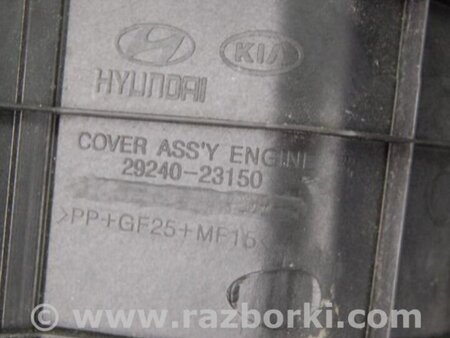 KIA
HYUNDAI
COVER ASS'Y ENGINE
29240-23150
>PP+GF25+MF15<
© www.razborki.com